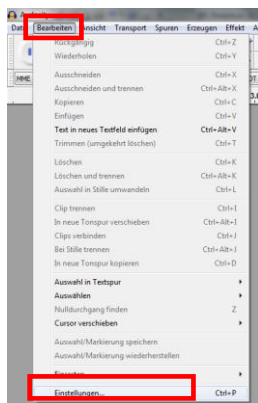 Bearbeiten Ansicht Transport Spuren Erzeugen Effekt
Rückgängig Ctrl+Z
Wiederholen Ctrl+Y
MME
Ausschneiden Ctrl+X
Ausschneiden und trennen Ctrl+Alt+X
Kopieren Ctrl+C
Einfügen Ctrl+V
Text in neues Textfeld einfügen Ctrl+Alt+V
Trimmen (umgekehrt löschen) Ctrl+T
Löschen Ctrl+K
Löschen und trennen Ctrl+Alt+K
Auswahl in Stille umwandeln Ctrl+L
Clip trennen Ctrl+I
In neue Tonspur verschieben Ctrl+Alt+I
Clips verbinden Ctrl+J
Bei Stille trennen Ctrl+Alt+J
In neue Tonspur kopieren Ctrl+D
Auswahl in Textspur
Auswählen
Nulldurchgang finden Z
Cursor verschieben
Auswahl/Markierung speichern
Auswahl/Markierung wiederherstellen
Einstellungen... Ctrl+P